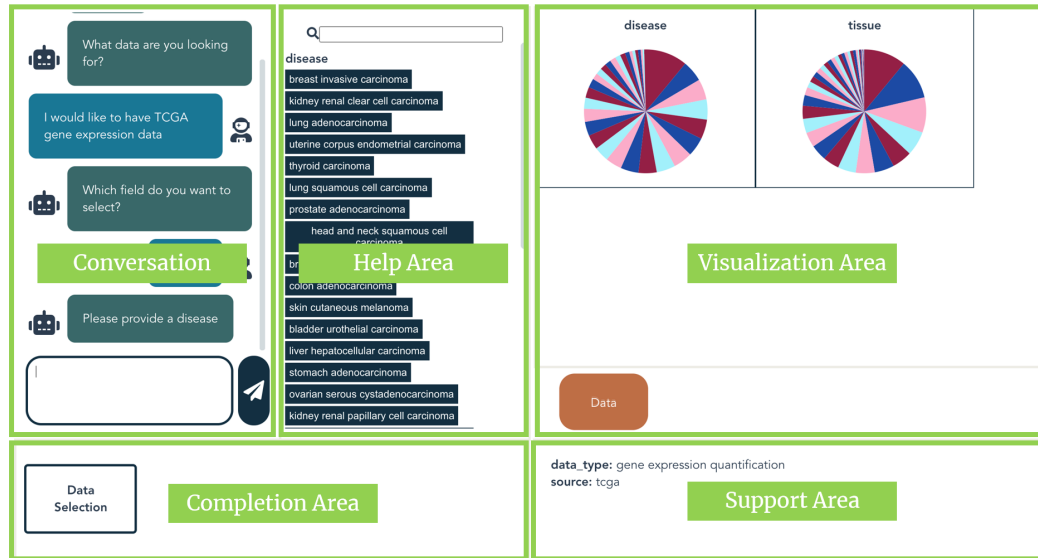 What data are you looking
for?
I would like to have TCGA
gene expression data
Which field do you want to
select?
Conversation
Please provide a disease
disease
breast invasive carcinoma
kidney renal clear cell carcinoma
lung adenocarcinoma
uterine corpus endometrial carcinoma
thyroid carcinoma
lung squamous cell carcinoma
prostate adenocarcinoma
head and neck squamous cell
carcinoma
Help Area
br
colon adenocarcinoma
skin cutaneous melanoma
bladder urothelial carcinoma
liver hepatocellular carcinoma
stomach adenocarcinoma
ovarian serous cystadenocarcinoma
kidney renal papillary cell carcinoma
disease
tissue
Visualization Area
Data
Data
Selection
Completion Area
data_type: gene expression quantification
source: tcga
Support Area